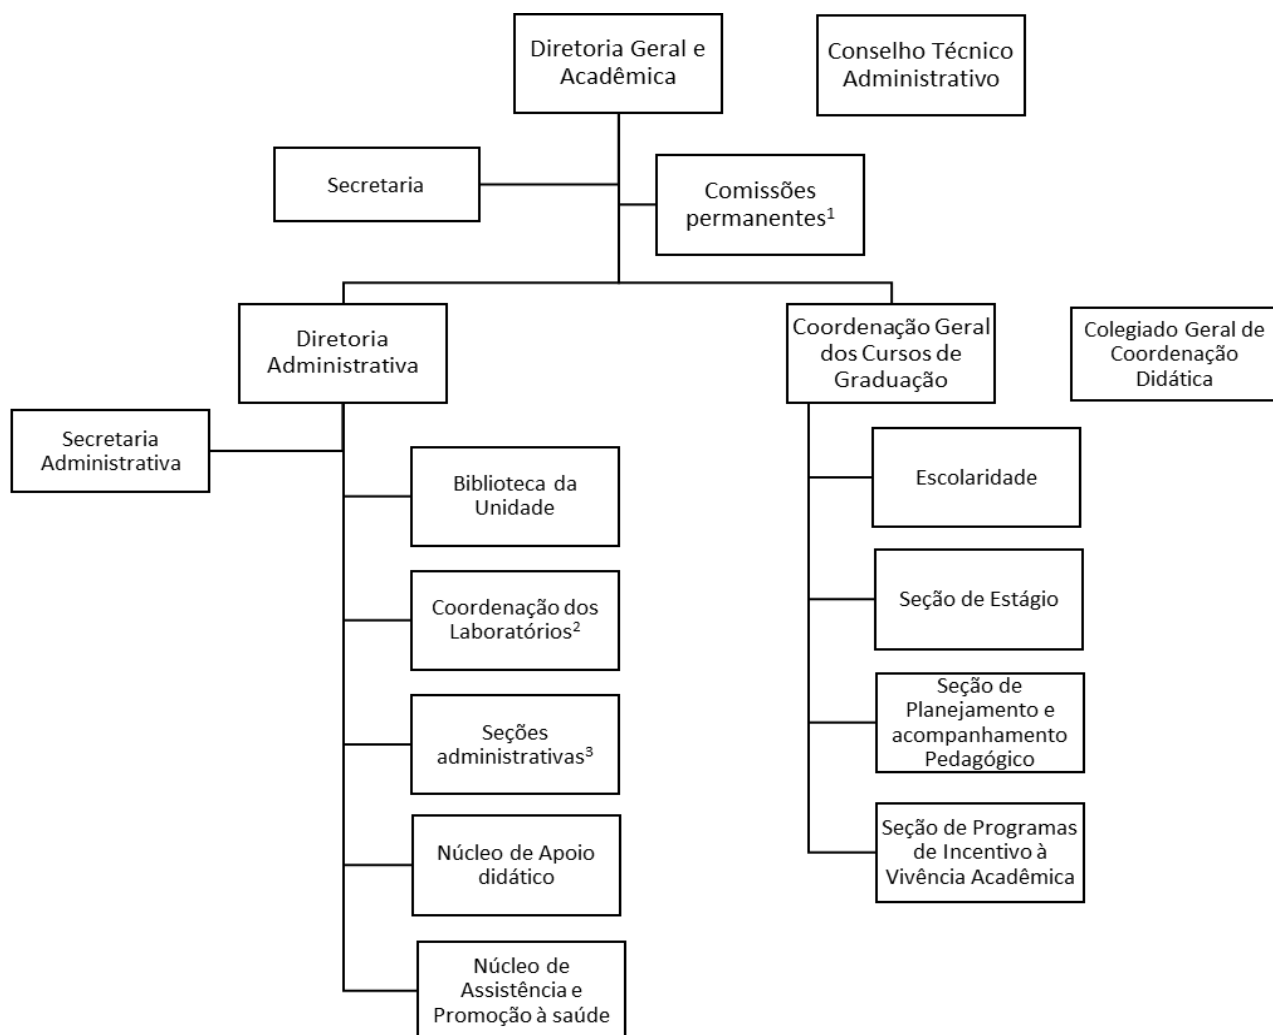 Diretoria Geral e
Acadêmica
Conselho Técnico
Administrativo
Secretaria
Comissões
permanentes¹
Diretoria
Administrativa
Coordenação Geral
dos Cursos de
Graduação
Colegiado Geral de
Coordenação
Didática
Secretaria
Administrativa
Biblioteca da
Unidade
Coordenação dos
Laboratórios²
Seções
administrativas³
Núcleo de Apoio
didático
Núcleo de
Assistência e
Promoção à saúde
Escolaridade
Seção de Estágio
Seção de
Planejamento e
acompanhamento
Pedagógico
Seção de Programas
de Incentivo à
Vivência Acadêmica